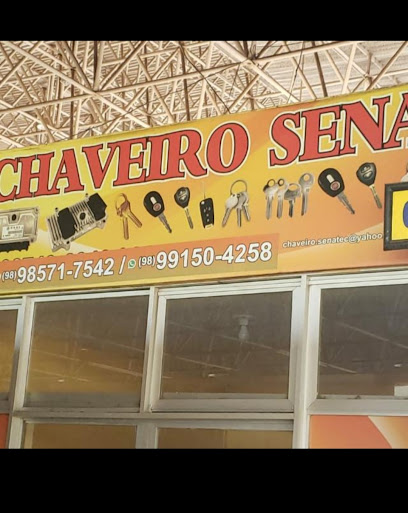 CHAVEIRO SENA
(98) 98571-7542 / (98) 99150-4258
chaveiro.senatec@yahoo